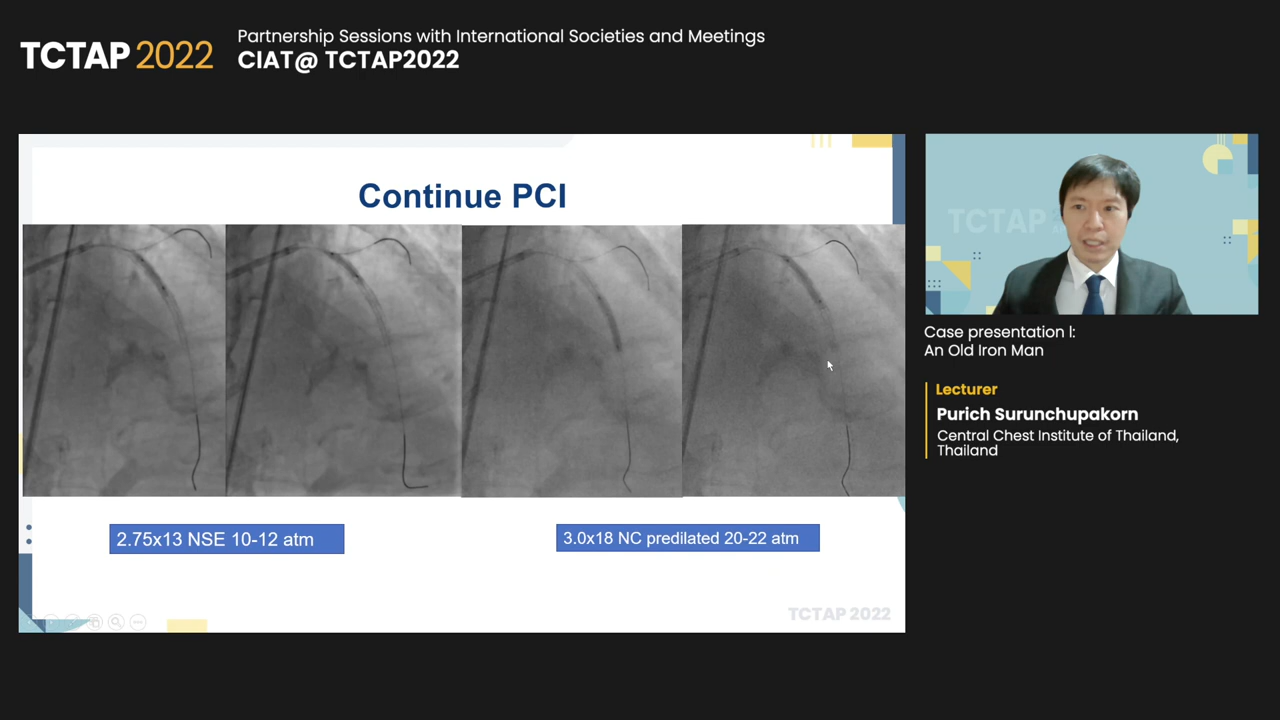 TCTAP 2022
Partnership Sessions with International Societies and Meetings
CIAT@ TCTAP2022
Continue PCI
2.75x13 NSE 10-12 atm
3.0x18 NC predilated 20-22 atm
TCTAP 2022
TCTAP
Case presentation I:
An Old Iron Man
Lecturer
Purich Surunchupakorn
Central Chest Institute of Thailand,
Thailand